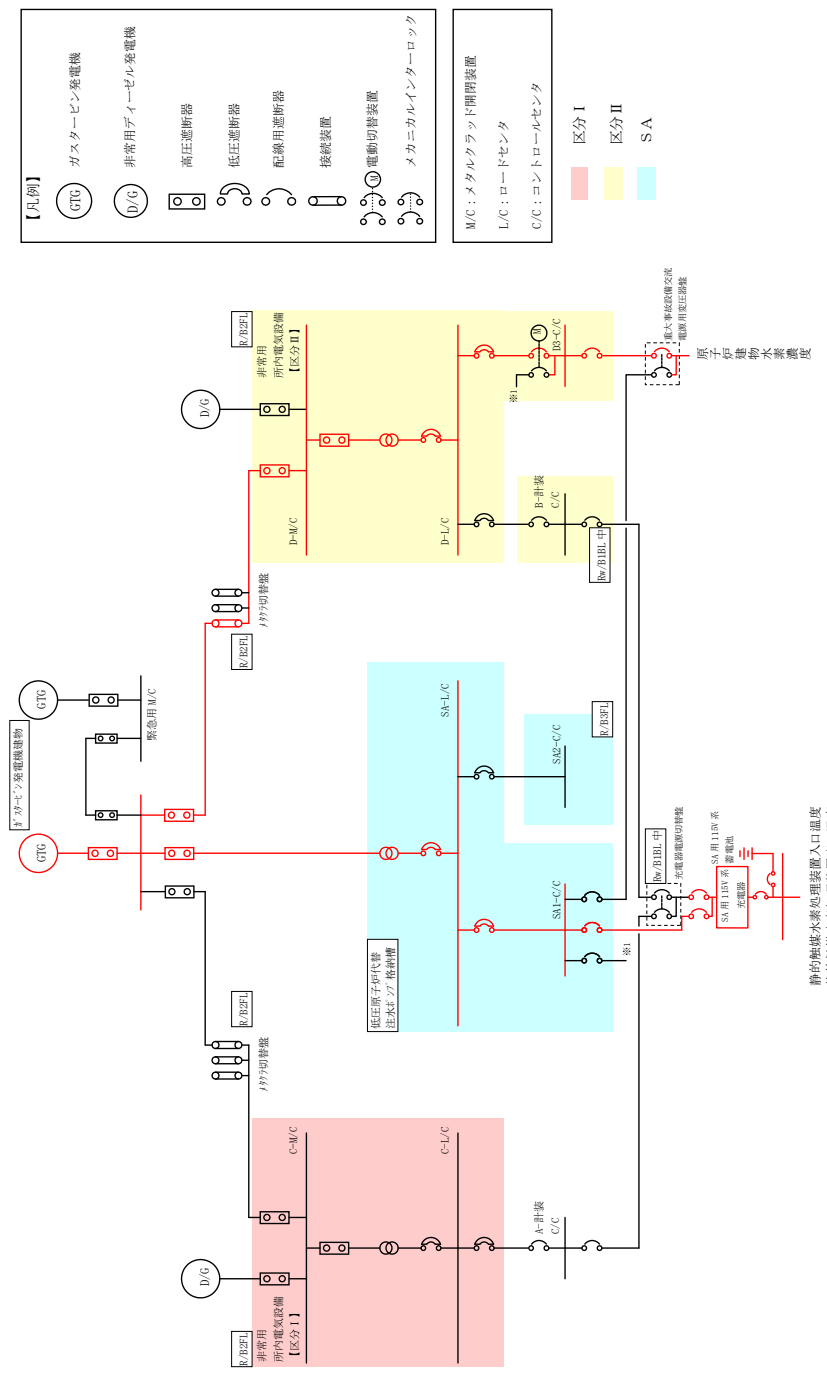 【凡例】
GTG
ガスタービン発電機
D/G
非常用ディーゼル発電機
高圧遮断器
低圧遮断器
配線用遮断器
接続装置
M
電動切替装置
メカニカルインターロック
M/C：メタルクラッド開閉装置
L/C：ロードセンタ
C/C：コントロールセンタ
区分Ⅰ
区分Ⅱ
ＳＡ
ｶﾞｽﾀｰﾋﾞﾝ発電機建物
GTG
GTG
緊急用 M/C
R/B2FL
ﾒﾀｸﾗ切替盤
R/B2FL
ﾒﾀｸﾗ切替盤
D/G
R/B2FL
非常用
所内電気設備
【区分Ⅰ】
C-M/C
C-L/C
A-計装
C/C
低圧原子炉代替
注水ﾎﾟﾝﾌﾟ格納槽
SA-L/C
SA1-C/C
※1
SA2-C/C
R/B3FL
D/G
R/B2FL
非常用
所内電気設備
【区分Ⅱ】
D-M/C
D-L/C
B-計装
C/C
Rw/B1BL 中
※1
M
D3-C/C
重大事故設備交流
電源用変圧器盤
原子炉建物水素濃度
Rw/B1BL 中
充電器電源切替盤
SA 用 115V 系
充電器
SA 用 115V 系
蓄電池
静的触媒水素処理装置入口温度